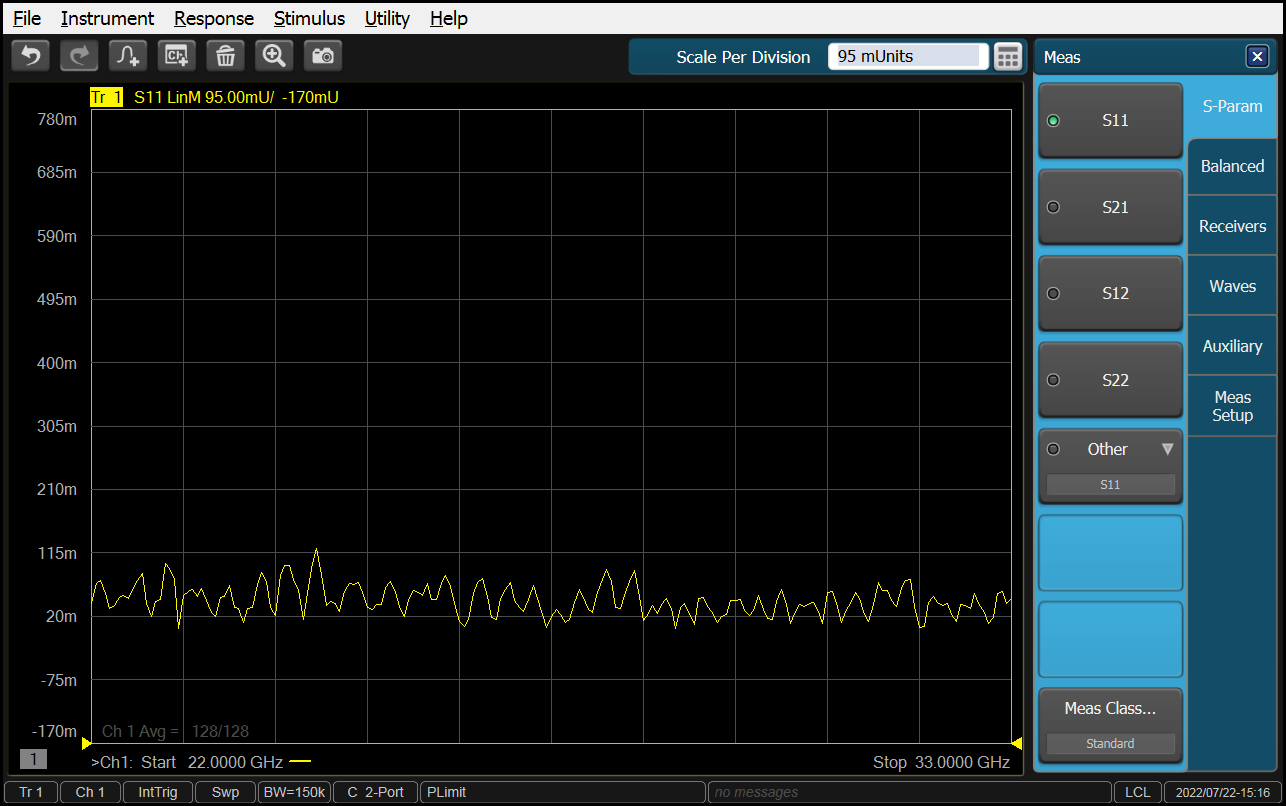 File Instrument Response Stimulus Utility Help
Scale Per Division 95 mUnits
Meas
Tr 1 S11 LinM 95.00mU/ -170mU
780m
685m
590m
495m
400m
305m
210m
115m
20m
-75m
-170m
Ch 1 Avg = 128/128
1
>Ch1: Start 22.0000 GHz
Stop 33.0000 GHz
S11
S21
S12
S22
Other
S11
Meas Class...
Standard
S-Param
Balanced
Receivers
Waves
Auxiliary
Meas
Setup
Tr 1 Ch 1 IntTrig Swp BW=150k C 2-Port PLimit no messages LCL 2022/07/22-15:16